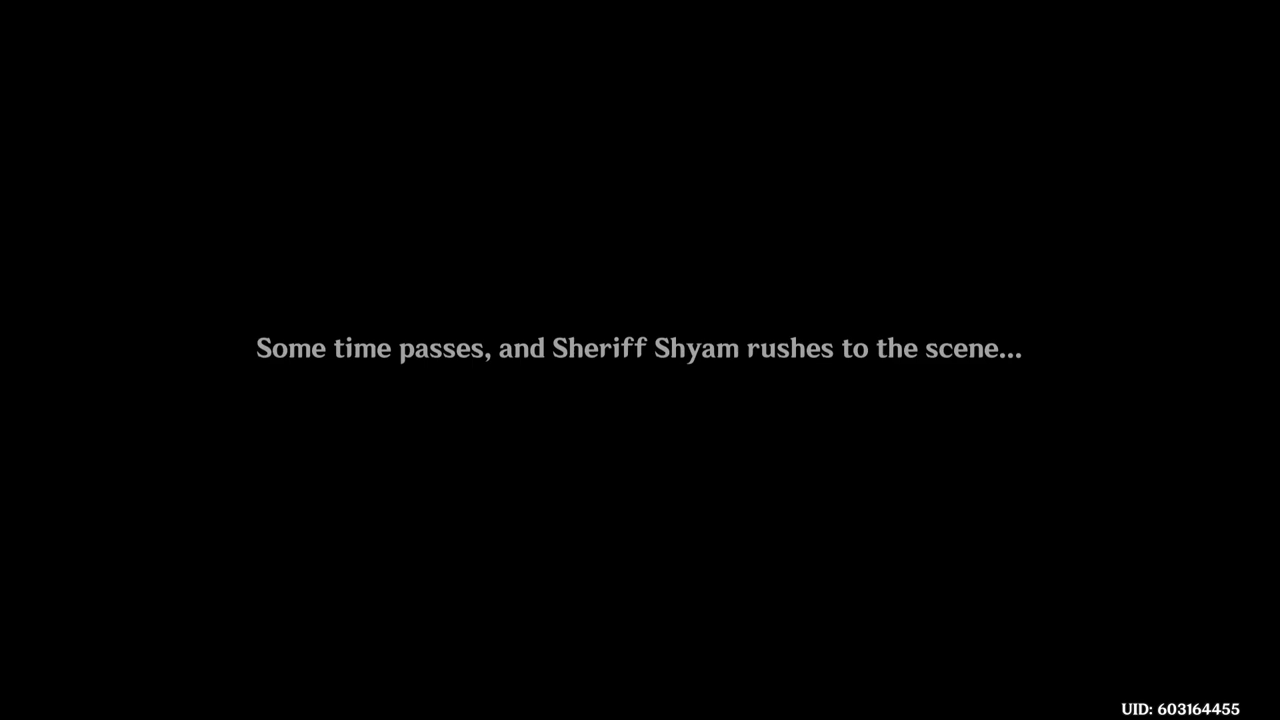 Some time passes, and Sheriff Shyam rushes to the scene...
UID: 603164455